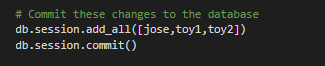 # Commit these changes to the database
db.session.add_all([jose,toy1,toy2])
db.session.commit()